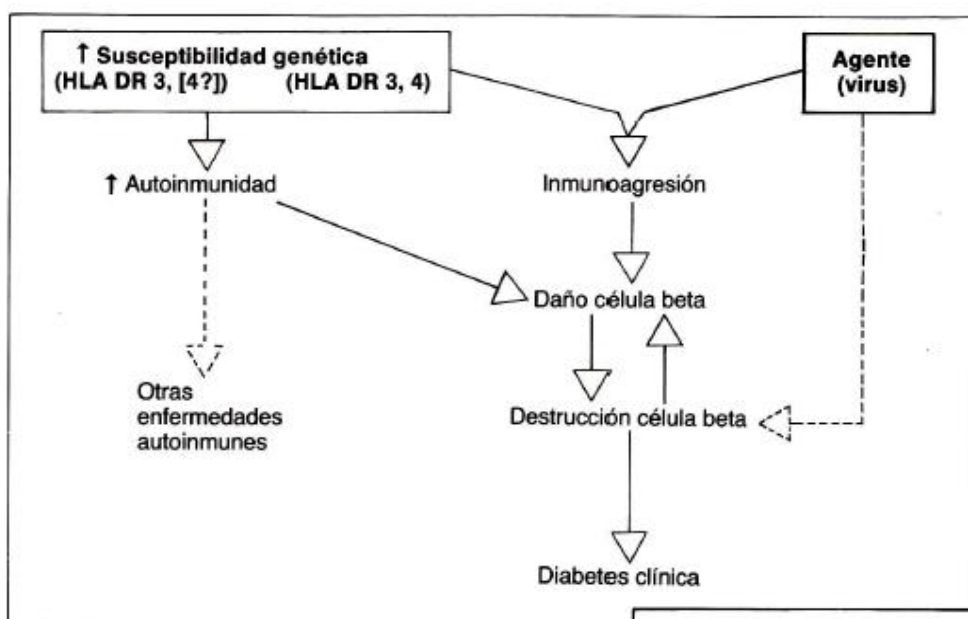 ↑ Susceptibilidad genética
(HLA DR 3, [4?]) (HLA DR 3, 4)
Agente
(virus)
↑ Autoinmunidad
Inmunoagresión
Daño célula beta
Otras
enfermedades
autoinmunes
Destrucción célula beta
Diabetes clínica